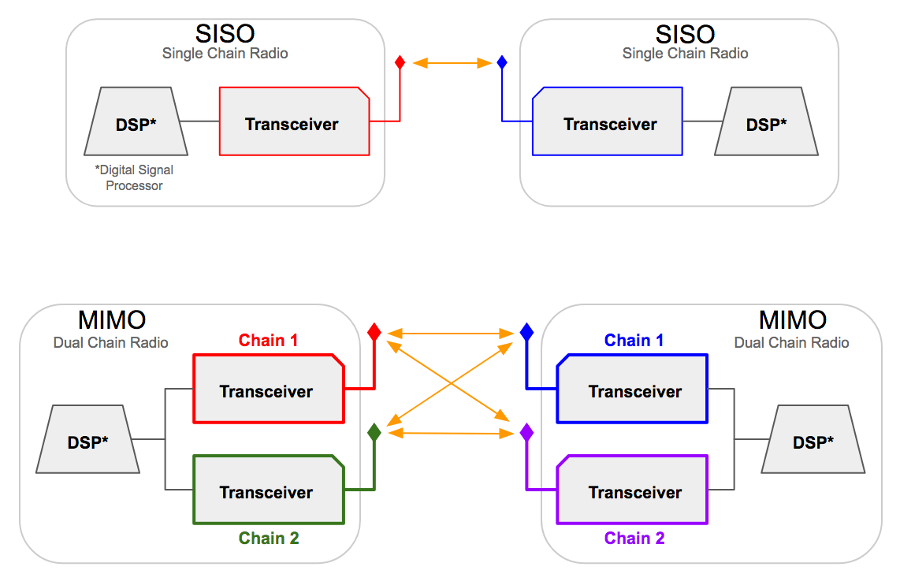 SISO
Single Chain Radio
DSP*
Transceiver
*Digital Signal
Processor
SISO
Single Chain Radio
Transceiver
DSP*
MIMO
Dual Chain Radio
Chain 1
Transceiver
DSP*
Transceiver
Chain 2
MIMO
Dual Chain Radio
Chain 1
Transceiver
DSP*
Transceiver
Chain 2